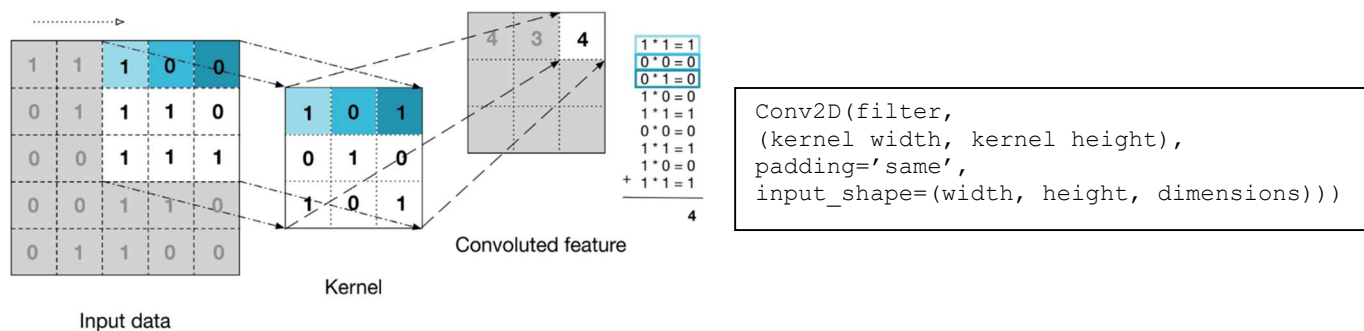 1 1 1 0 0
0 1 1 1 0
0 0 1 1 1
0 0 1 1 0
0 1 1 0 0
Input data
1 0 1
0 1 0
1 0 1
Kernel
4 3 4
Convoluted feature
1 * 1 = 1
0 * 0 = 0
0 * 1 = 0
1 * 0 = 0
1 * 1 = 1
0 * 0 = 0
1 * 1 = 1
1 * 0 = 0
+ 1 * 1 = 1
4
Conv2D(filter,
(kernel width, kernel height),
padding=’same’,
input_shape=(width, height, dimensions)))